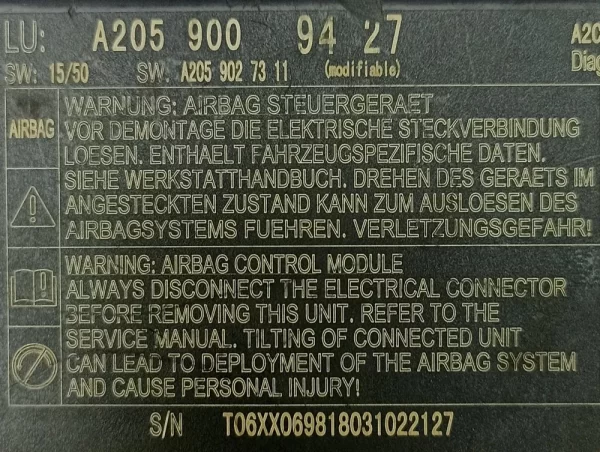 LU: A205 900 94 27 A2C
SW: 15/50 SW: A205 902 73 11 (modifiable) Diag
WARNUNG: AIRBAG STEUERGERAET
AIRBAG VOR DEMONTAGE DIE ELEKTRISCHE STECKVERBINDUNG
LOESEN. ENTHAELT FAHRZEUGSPEZIFISCHE DATEN.
SIEHE WERKSTATTHANDBUCH. DREHEN DES GERAETS IM
ANGESTECKTEN ZUSTAND KANN ZUM AUSLOESEN DES
AIRBAGSYSTEMS FUEHREN. VERLETZUNGSGEFAHR!
WARNING: AIRBAG CONTROL MODULE
ALWAYS DISCONNECT THE ELECTRICAL CONNECTOR
BEFORE REMOVING THIS UNIT. REFER TO THE
SERVICE MANUAL. TILTING OF CONNECTED UNIT
CAN LEAD TO DEPLOYMENT OF THE AIRBAG SYSTEM
AND CAUSE PERSONAL INJURY!
S/N T06XX069818031022127